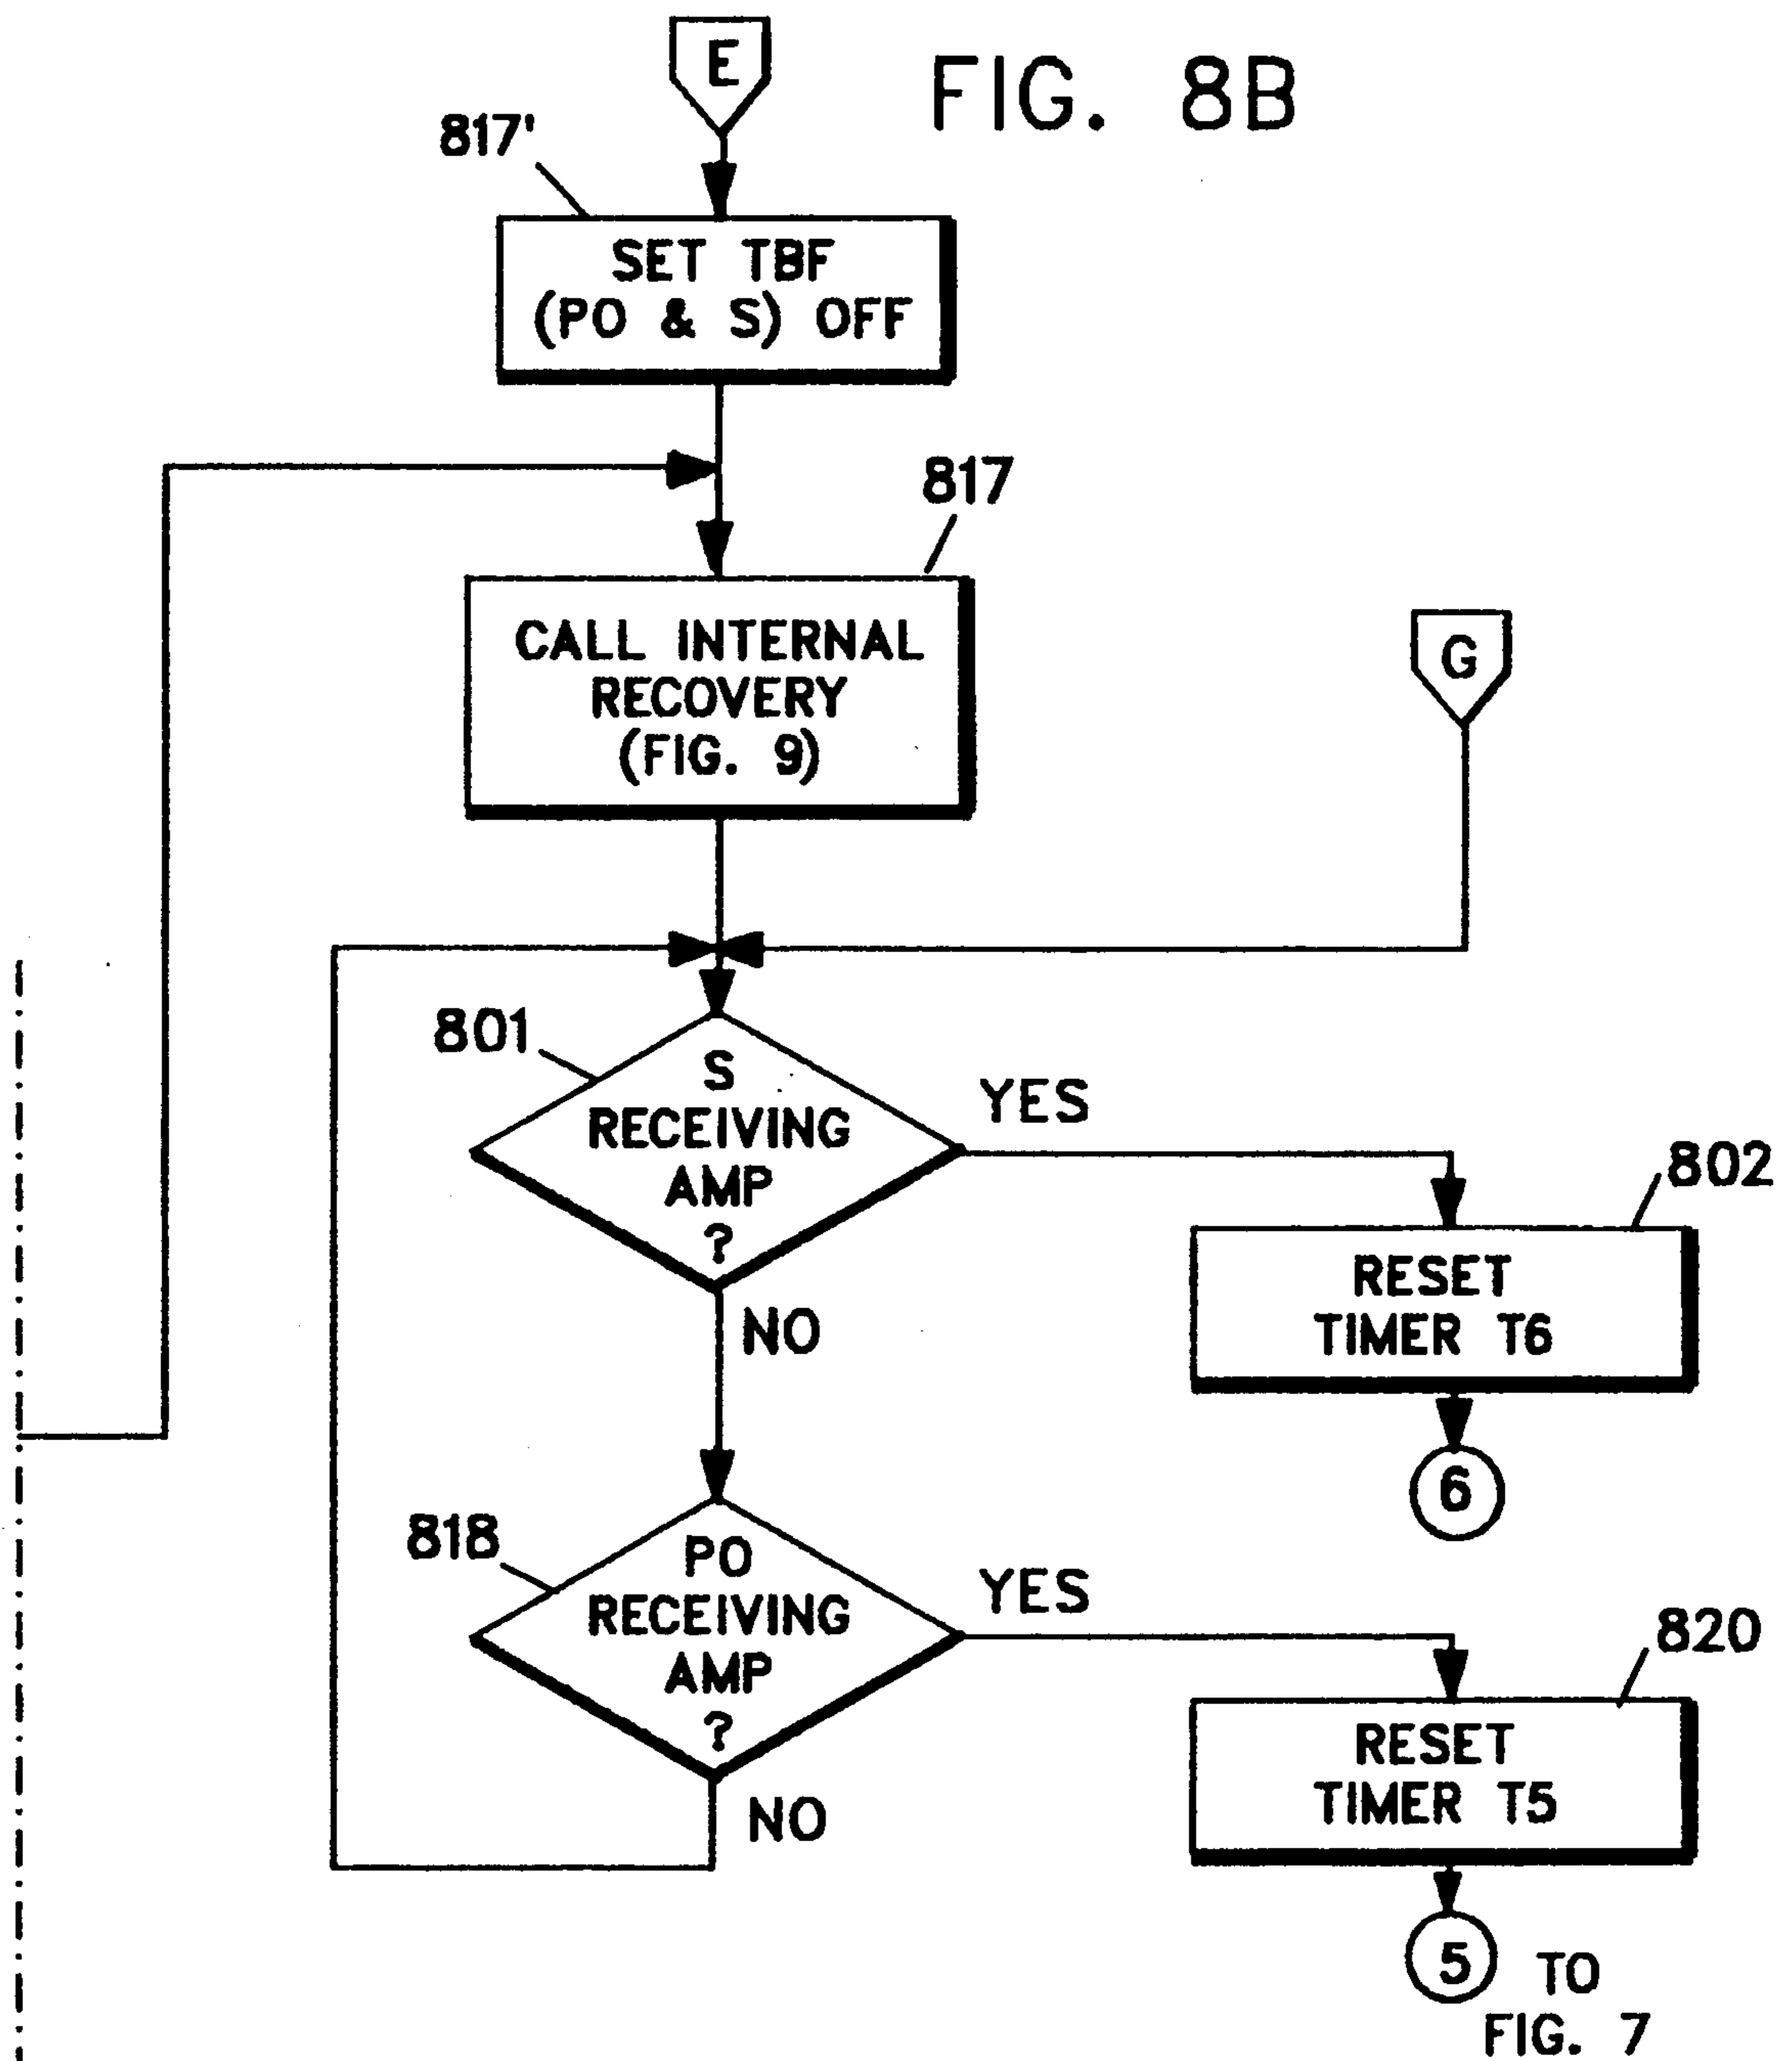 E
FIG. 8B
817'
SET TBF
(PO & S) OFF
817
CALL INTERNAL
RECOVERY
(FIG. 9)
G
801
S
RECEIVING
AMP
?
YES
NO
802
RESET
TIMER T6
6
818
PO
RECEIVING
AMP
?
YES
NO
820
RESET
TIMER T5
5 TO
FIG. 7